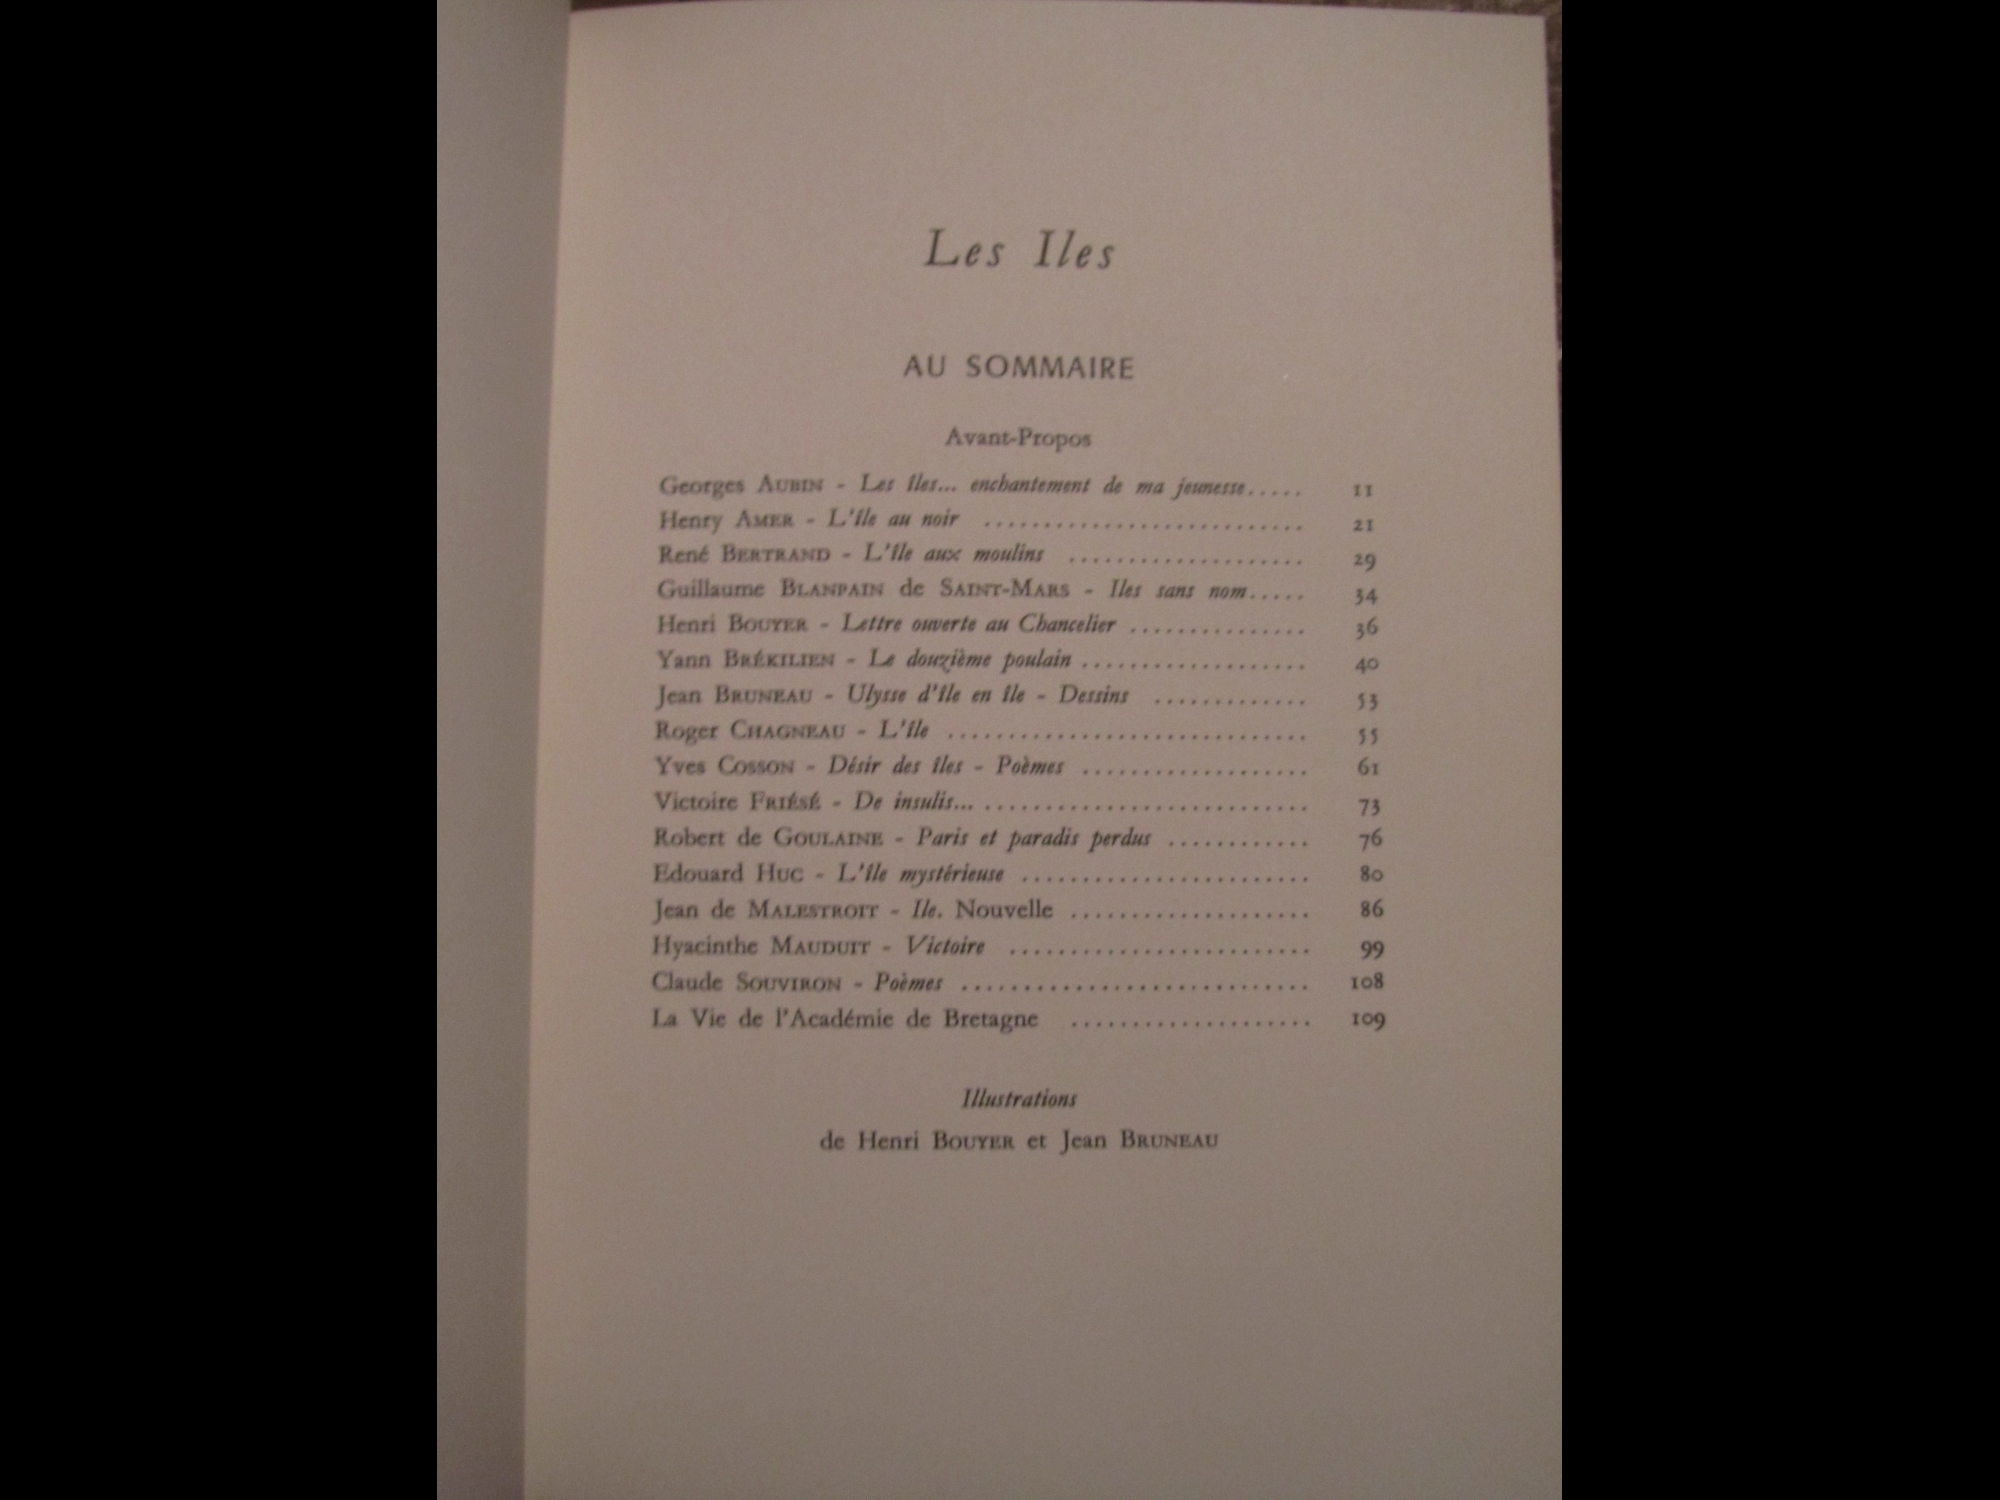 Les Iles
AU SOMMAIRE
Avant-Propos
Georges AUBIN - Les îles... enchantement de ma jeunesse..... 11
Henry AMER - L'île au noir ........................... 21
René BERTRAND - L'île aux moulins .................... 29
Guillaume BLANPAIN de SAINT-MARS - Iles sans nom..... 34
Henri BOUYER - Lettre ouverte au Chancelier ............... 36
Yann BRÉKILIEN - Le douzième poulain ................... 40
Jean BRUNEAU - Ulysse d'île en île - Dessins ............. 53
Roger CHAGNEAU - L'île .............................. 55
Yves COSSON - Désir des îles - Poèmes ................... 61
Victoire FRIÉSÉ - De insulis... ........................... 73
Robert de GOULAINE - Paris et paradis perdus ............ 76
Edouard HUC - L'île mystérieuse ........................ 80
Jean de MALESTROIT - Ile. Nouvelle .................... 86
Hyacinthe MAUDUIT - Victoire ......................... 99
Claude SOUVIRON - Poèmes ............................. 108
La Vie de l'Académie de Bretagne .................... 109
Illustrations
de Henri BOUYER et Jean BRUNEAU